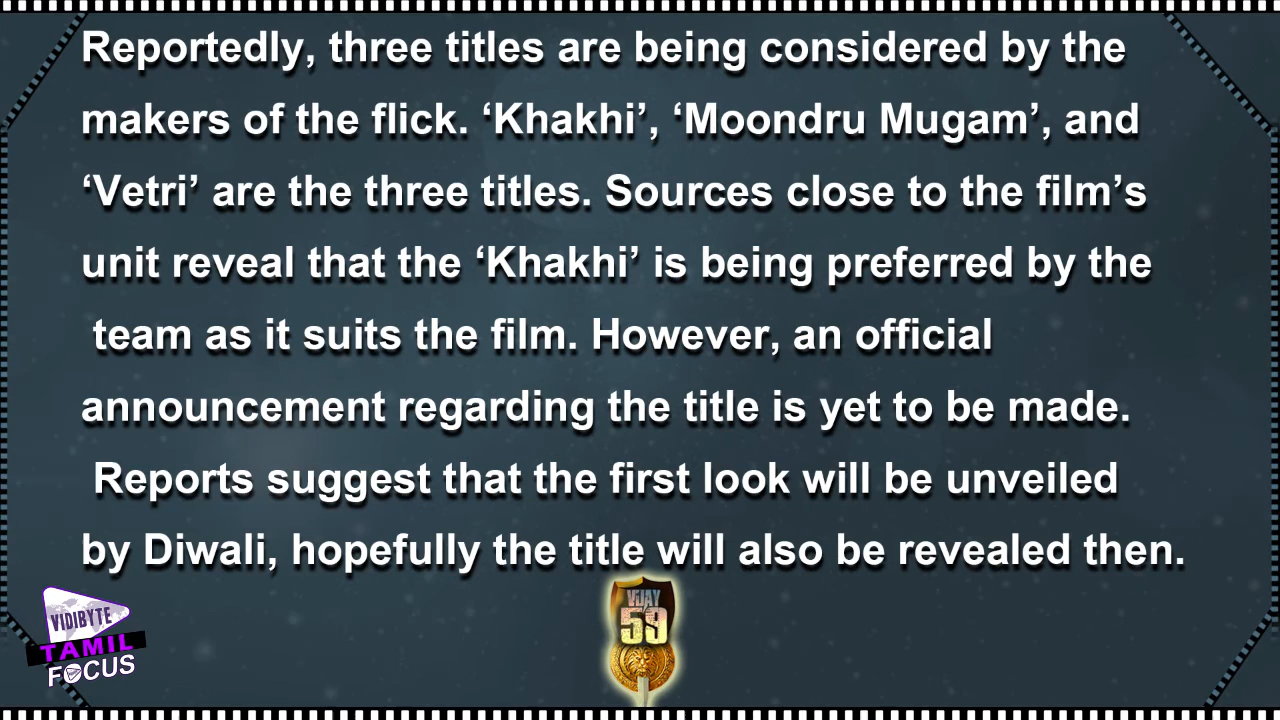 Reportedly, three titles are being considered by the
makers of the flick. ‘Khakhi’, ‘Moondru Mugam’, and
‘Vetri’ are the three titles. Sources close to the film’s
unit reveal that the ‘Khakhi’ is being preferred by the
team as it suits the film. However, an official
announcement regarding the title is yet to be made.
Reports suggest that the first look will be unveiled
by Diwali, hopefully the title will also be revealed then.
VIJAY
59
VIDIBYTE
TAMIL
FOCUS